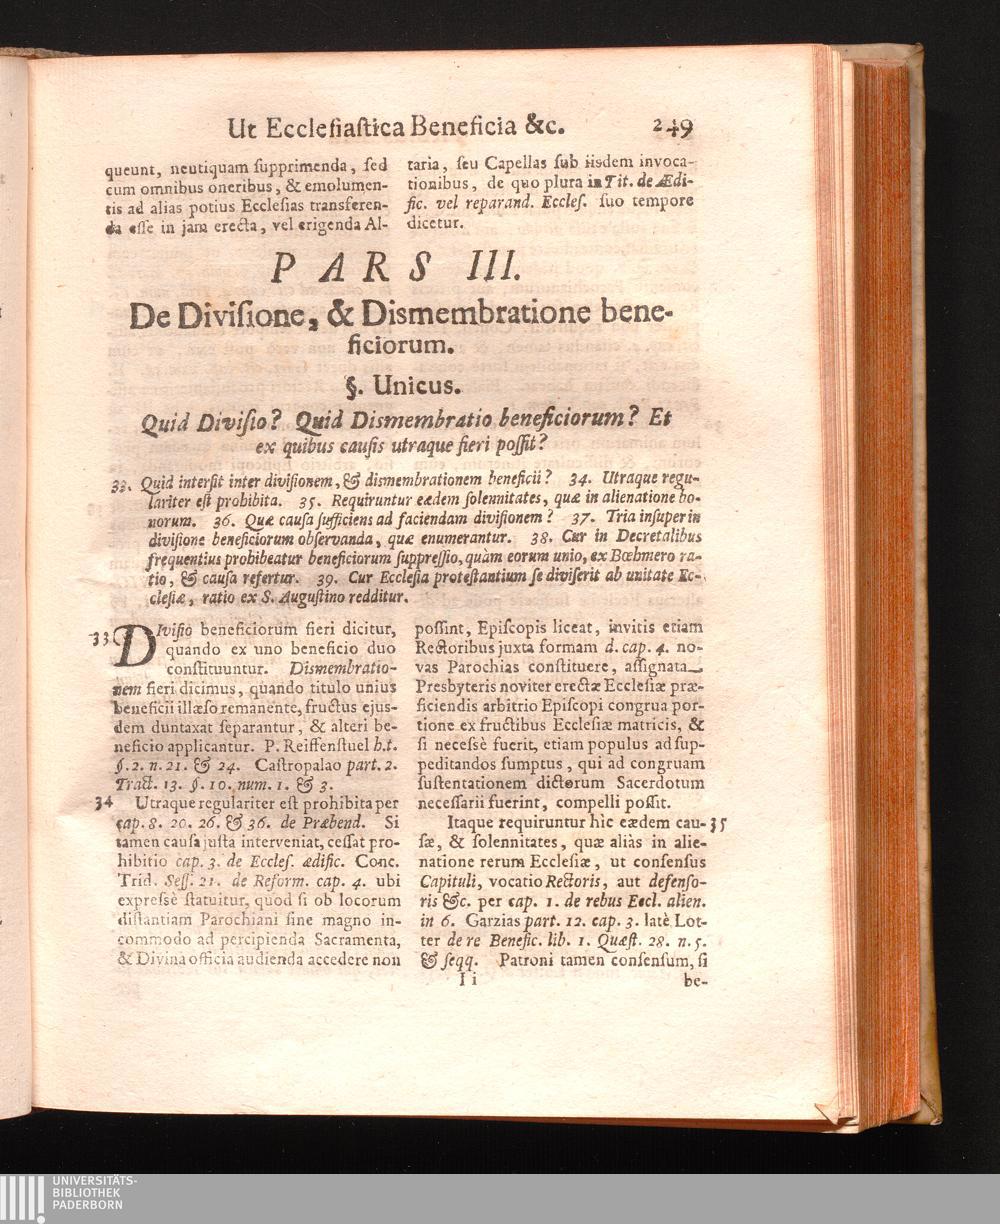 Ut Ecclesiastica Beneficia &c. 249
queunt, neutiquam supprimenda, sed
cum omnibus oneribus, & emolumen-
tis ad alias potius Ecclesias transferen-
da esse in jam erecta, vel erigenda Al-
taria, seu Capellas sub iisdem invoca-
tionibus, de quo plura in Tit. de Ædi-
fic. vel reparand. Eccles. suo tempore
dicetur.
PARS III.
De Divisione, & Dismembratione bene-
ficiorum.
§. Unicus.
Quid Divisio? Quid Dismembratio beneficiorum? Et
ex quibus causis utraque fieri possit?
33. Quid intersit inter divisionem, & dismembrationem beneficii? 34. Utraque regu-
lariter est prohibita. 35. Requiruntur eædem solennitates, quæ in alienatione bo-
norum. 36. Quæ causa sufficiens ad faciendam divisionem? 37. Tria insuper in
divisione beneficiorum observanda, quæ enumerantur. 38. Cur in Decretalibus
frequentius prohibeatur beneficiorum suppressio, quàm eorum unio, ex Bœhmero ra-
tio, & causa refertur. 39. Cur Ecclesia protestantium se diviserit ab unitate Ec-
clesiæ, ratio ex S. Augustino redditur.
33 DIvisio beneficiorum fieri dicitur,
quando ex uno beneficio duo
constituuntur. Dismembratio-
nem fieri dicimus, quando titulo unius
beneficii illæso remanente, fructus ejus-
dem duntaxat separantur, & alteri be-
neficio applicantur. P. Reiffenstuel h. t.
§. 2. n. 21. & 24. Castropalao part. 2.
Tract. 13. §. 10. num. 1. & 3.
34 Utraque regulariter est prohibita per
cap. 8. 20. 26. & 36. de Præbend. Si
tamen causa justa interveniat, cessat pro-
hibitio cap. 3. de Eccles. ædific. Conc.
Trid. Sess. 21. de Reform. cap. 4. ubi
expressè statuitur, quod si ob locorum
distantiam Parochiani sine magno in-
commodo ad percipienda Sacramenta,
& Divina officia audienda accedere non
possint, Episcopis liceat, invitis etiam
Rectoribus juxta formam d. cap. 4. no-
vas Parochias constituere, assignata
Presbyteris noviter erectæ Ecclesiæ præ-
ficiendis arbitrio Episcopi congrua por-
tione ex fructibus Ecclesiæ matricis, &
si necessè fuerit, etiam populus ad sup-
peditandos sumptus, qui ad congruam
sustentationem dictorum Sacerdotum
necessarii fuerint, compelli possit.
Itaque requiruntur hìc eædem cau- 35
sæ, & solennitates, quæ aliàs in alie-
natione rerum Ecclesiæ, ut consensus
Capituli, vocatio Rectoris, aut defenso-
ris &c. per cap. 1. de rebus Eccl. alien.
in 6. Garzias part. 12. cap. 3. latè Lot-
ter de re Benefic. lib. 1. Quæst. 28. n. 5.
& seqq. Patroni tamen consensum, si
I i be-
UNIVERSITÄTS-
BIBLIOTHEK
PADERBORN